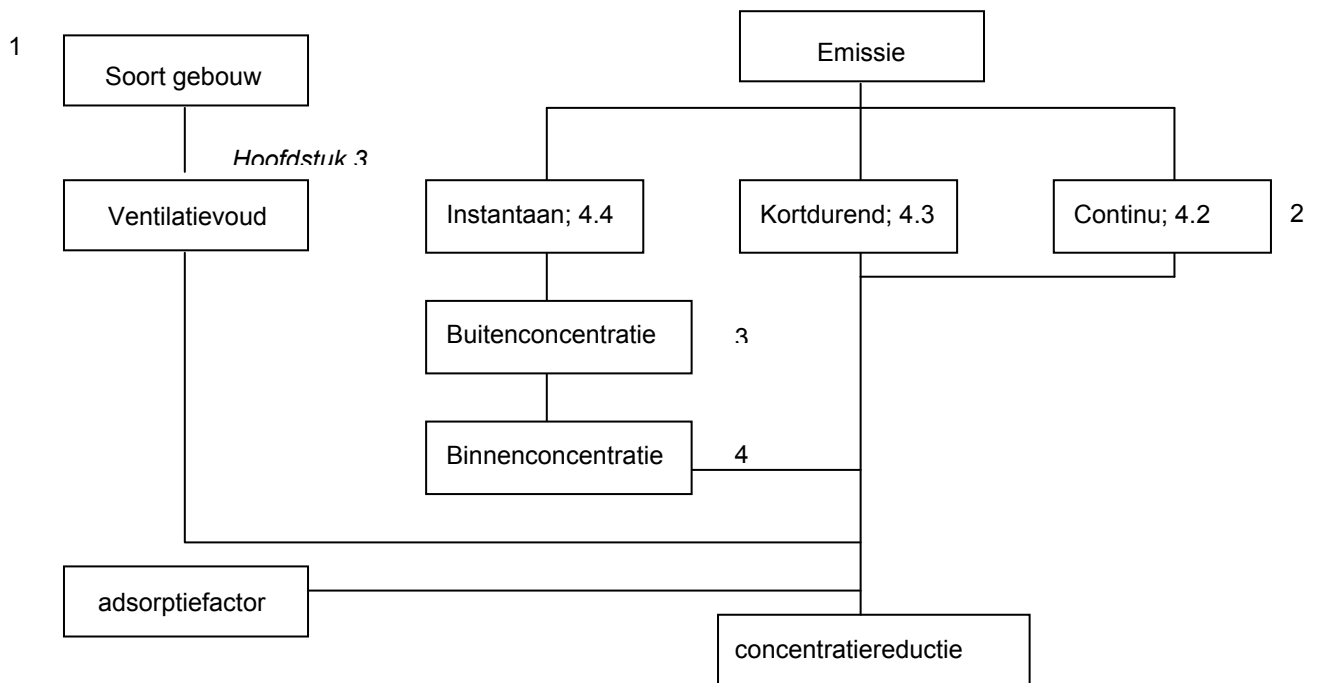 1
Soort gebouw
Emissie
Hoofdstuk 3
Ventilatievoud
Instantaan; 4.4
Kortdurend; 4.3
Continu; 4.2
2
Buitenconcentratie
3
Binnenconcentratie
4
adsorptiefactor
concentratiereductie